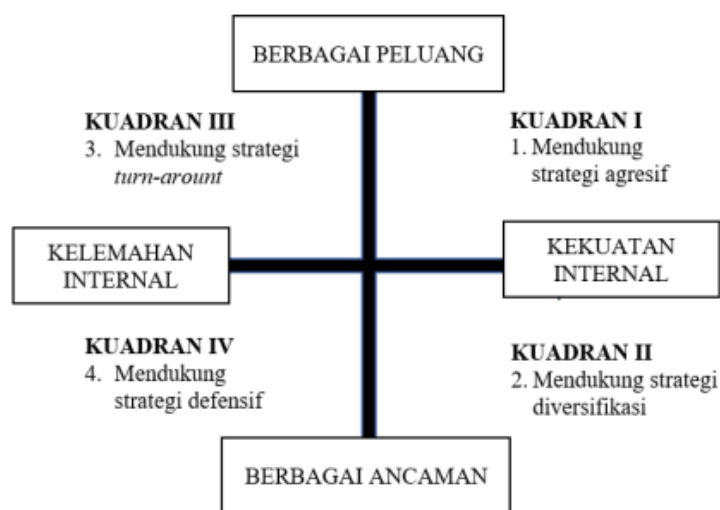 BERBAGAI PELUANG
KUADRAN III
3. Mendukung strategi
turn-arount
KUADRAN I
1. Mendukung
strategi agresif
KELEMAHAN
INTERNAL
KEKUATAN
INTERNAL
KUADRAN IV
4. Mendukung
strategi defensif
KUADRAN II
2. Mendukung strategi
diversifikasi
BERBAGAI ANCAMAN